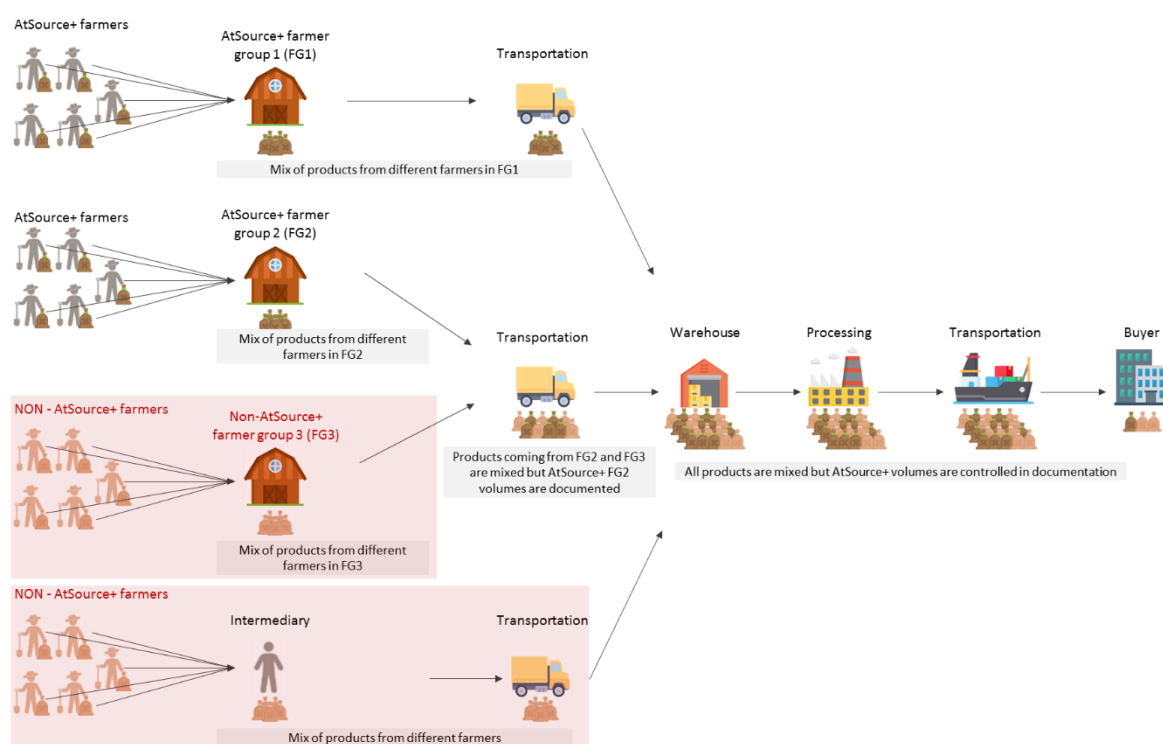 AtSource+ farmers
AtSource+ farmer
group 1 (FG1)
Transportation
Mix of products from different farmers in FG1
AtSource+ farmers
AtSource+ farmer
group 2 (FG2)
Mix of products from different
farmers in FG2
Transportation
Warehouse
Processing
Transportation
Buyer
NON - AtSource+ farmers
Non-AtSource+
farmer group 3 (FG3)
Products coming from FG2 and FG3
are mixed but AtSource+ FG2
volumes are documented
All products are mixed but AtSource+ volumes are controlled in documentation
Mix of products from different
farmers in FG3
NON - AtSource+ farmers
Intermediary
Transportation
Mix of products from different farmers